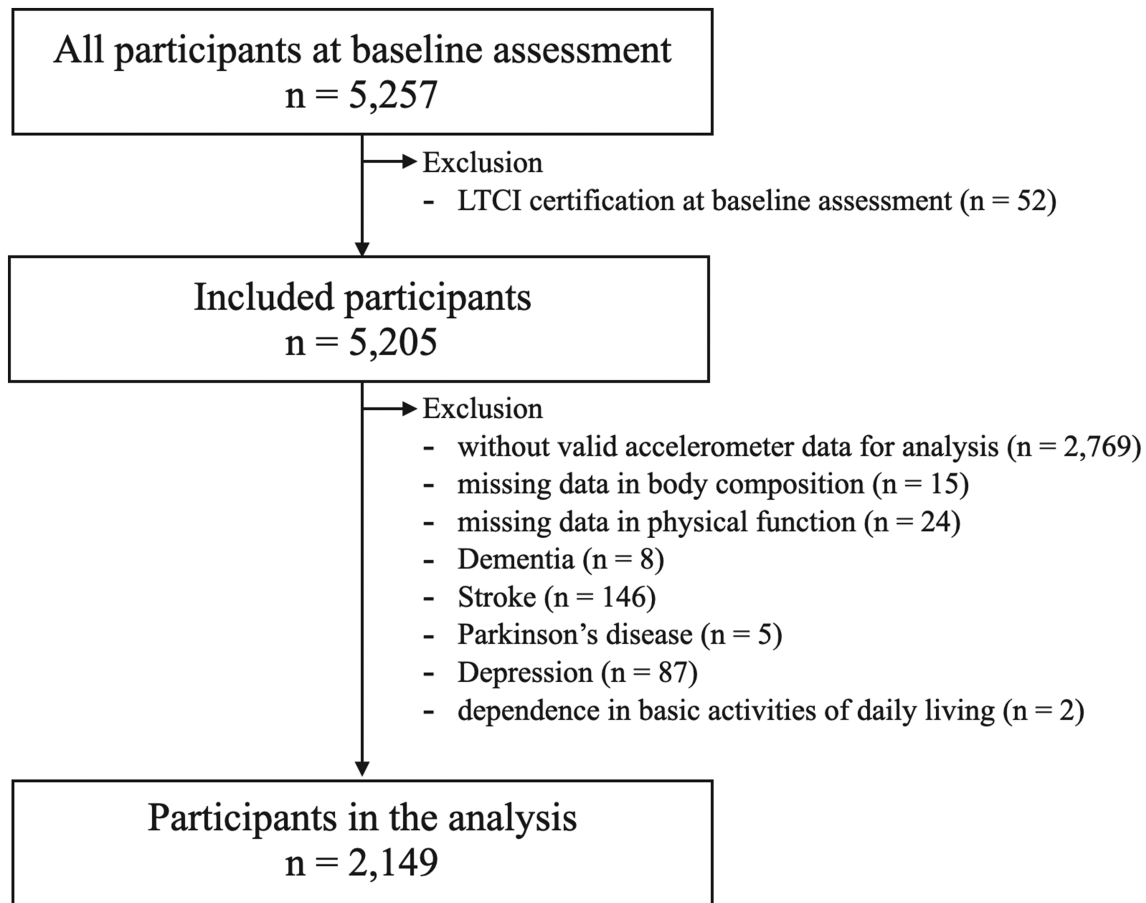 All participants at baseline assessment
n = 5,257
Exclusion
- LTCI certification at baseline assessment (n = 52)
Included participants
n = 5,205
Exclusion
- without valid accelerometer data for analysis (n = 2,769)
- missing data in body composition (n = 15)
- missing data in physical function (n = 24)
- Dementia (n = 8)
- Stroke (n = 146)
- Parkinson’s disease (n = 5)
- Depression (n = 87)
- dependence in basic activities of daily living (n = 2)
Participants in the analysis
n = 2,149